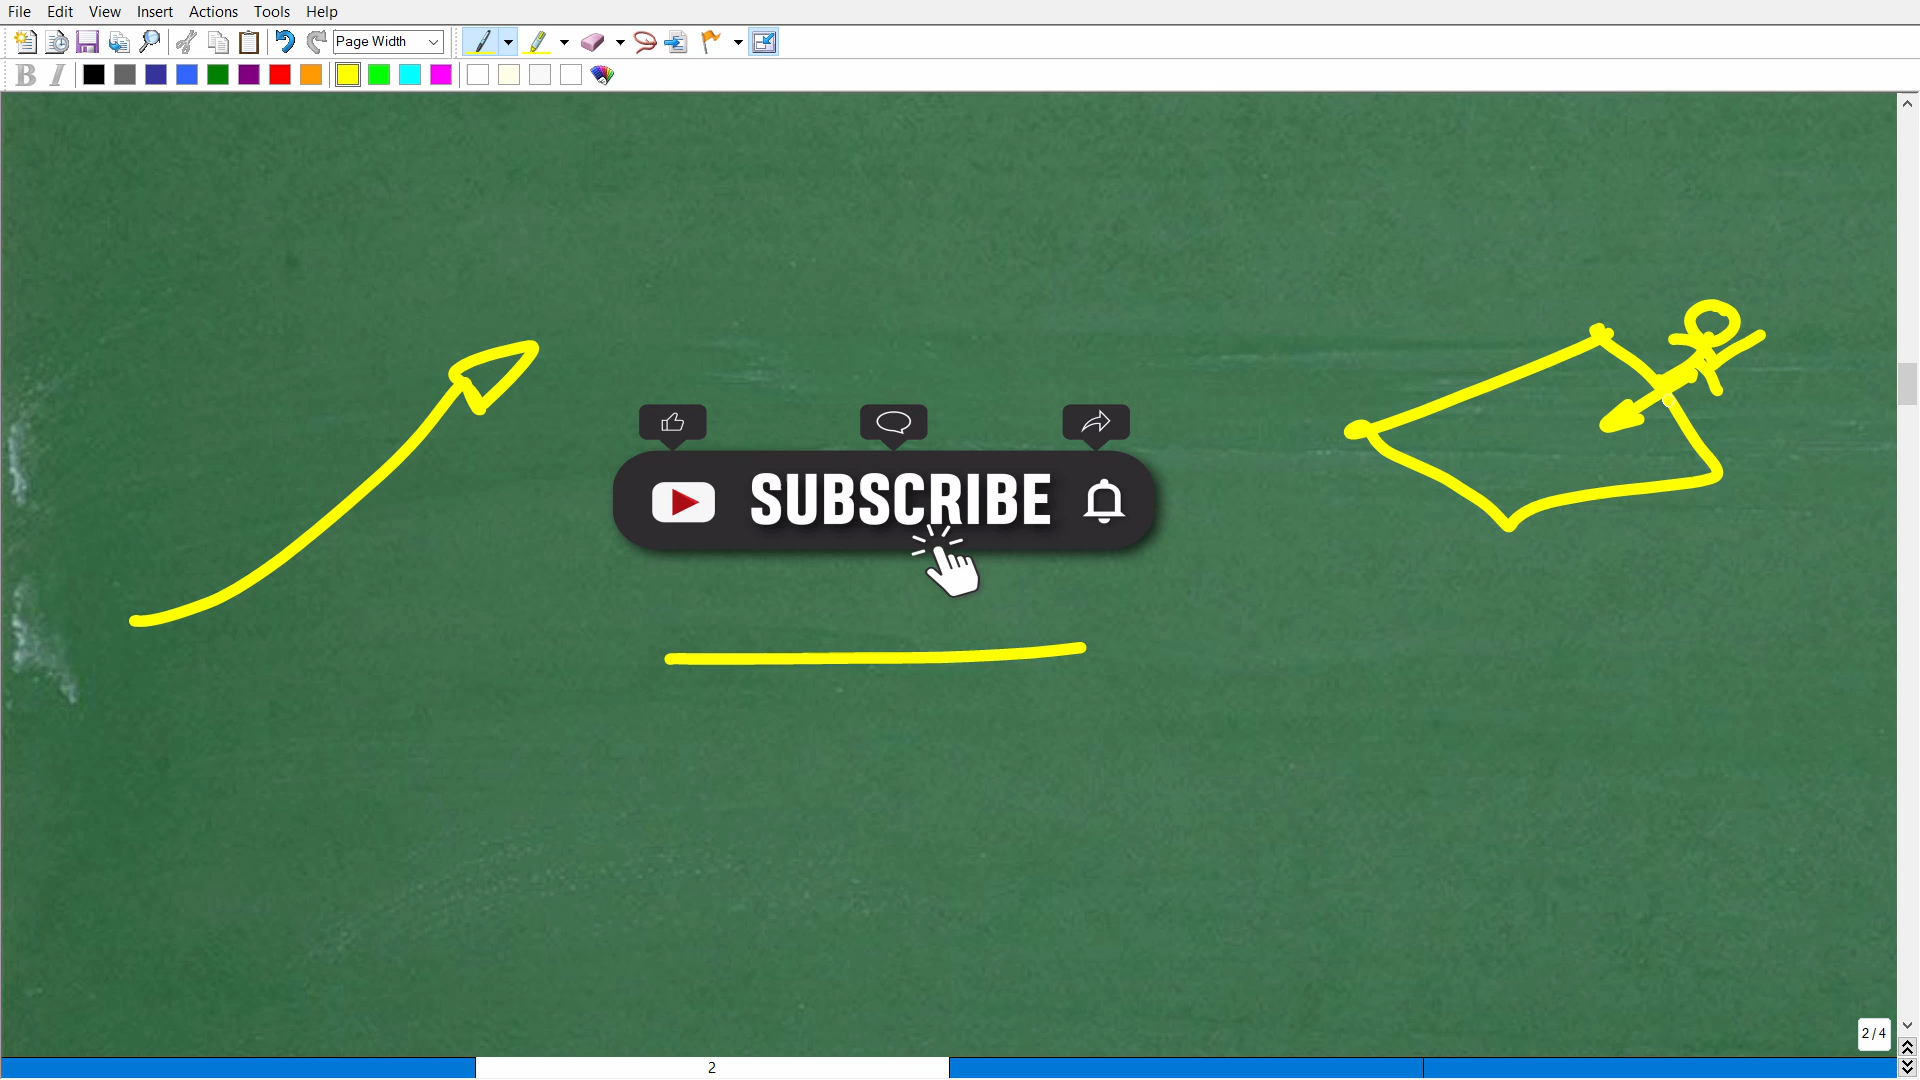 File Edit View Insert Actions Tools Help
Page Width
B I
SUBSCRIBE
2 / 4
2